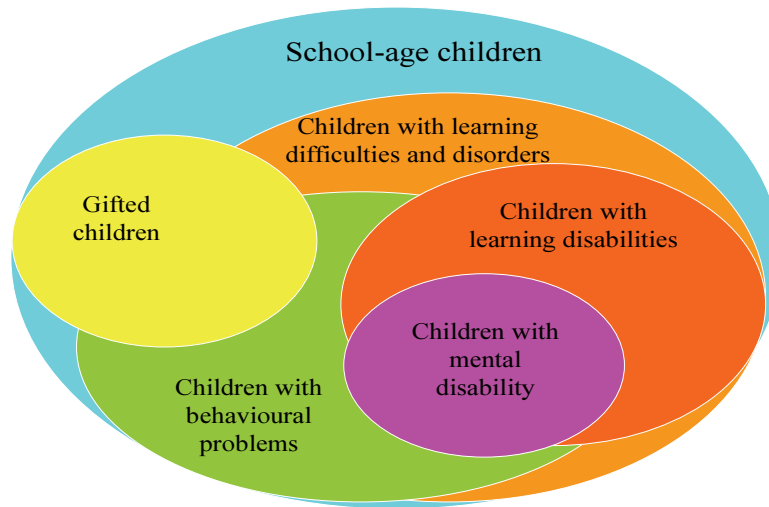 School-age children
Children with learning
difficulties and disorders
Gifted
children
Children with
learning disabilities
Children with
mental
disability
Children with
behavioural
problems